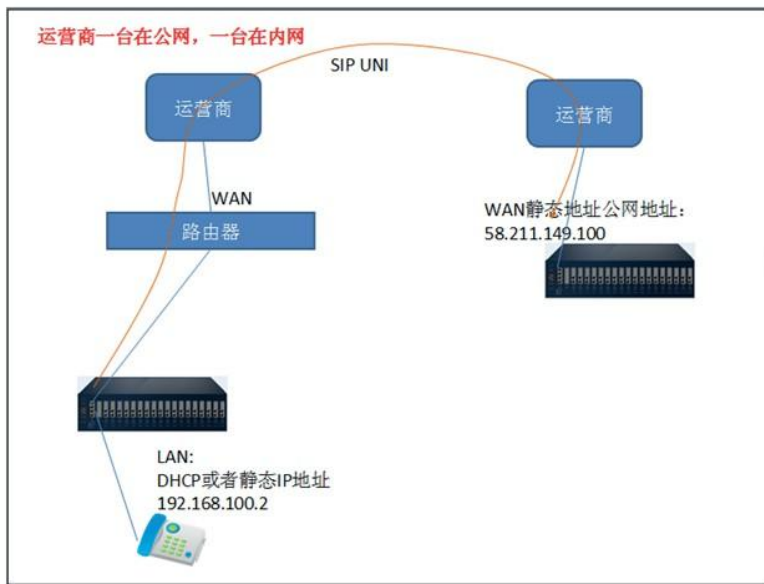 运营商一台在公网，一台在内网
SIP UNI
运营商
运营商
WAN
路由器
WAN静态地址公网地址：
58.211.149.100
LAN:
DHCP或者静态IP地址
192.168.100.2